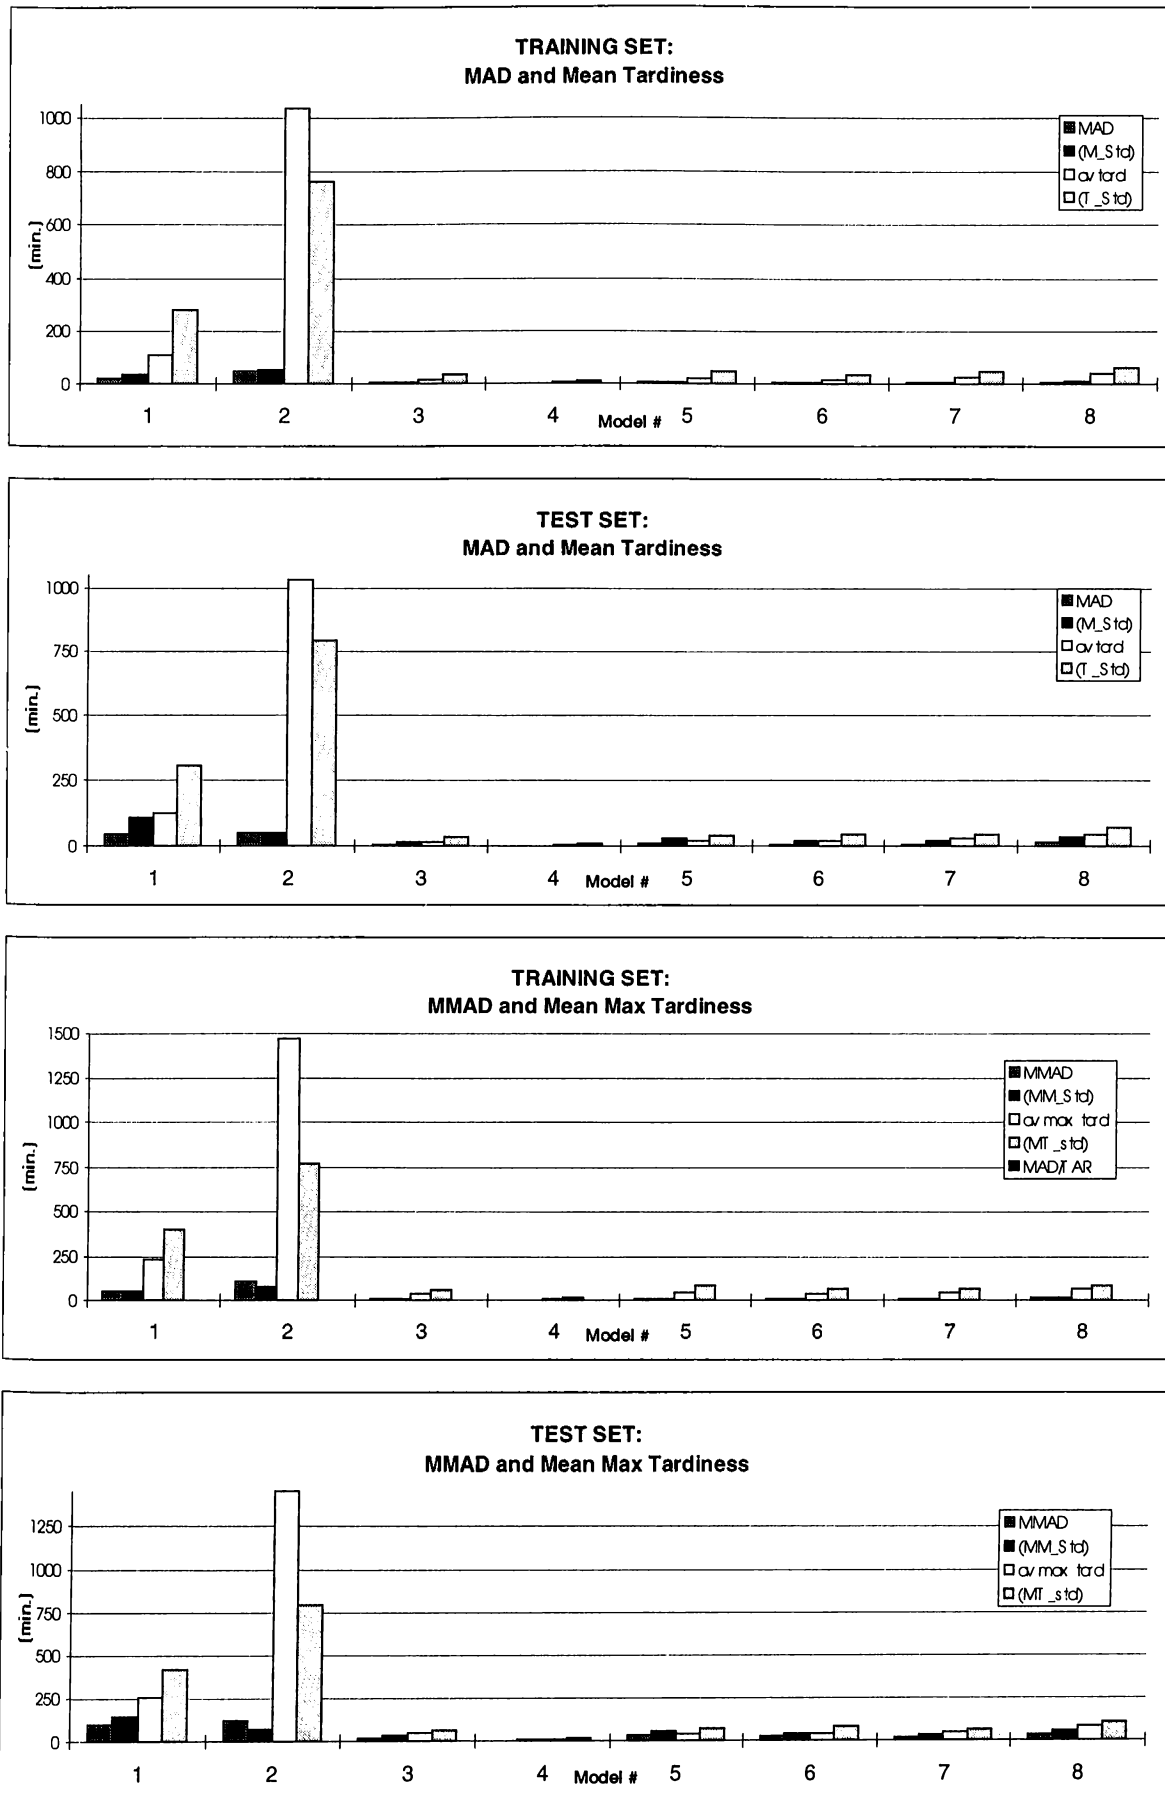 TRAINING SET:
MAD and Mean Tardiness
1000
800
600
400
200
0
(min.)
MAD
(M_Std)
av tard
(T_Std)
1 2 3 4 Model # 5 6 7 8
TEST SET:
MAD and Mean Tardiness
1000
750
500
250
0
(min.)
MAD
(M_Std)
av tard
(T_Std)
1 2 3 4 Model # 5 6 7 8
TRAINING SET:
MMAD and Mean Max Tardiness
1500
1250
1000
750
500
250
0
(min.)
MMAD
(MM_Std)
av max tard
(MT_std)
MAD/TAR
1 2 3 4 Model # 5 6 7 8
TEST SET:
MMAD and Mean Max Tardiness
1250
1000
750
500
250
0
(min.)
MMAD
(MM_Std)
av max tard
(MT_std)
1 2 3 4 Model # 5 6 7 8